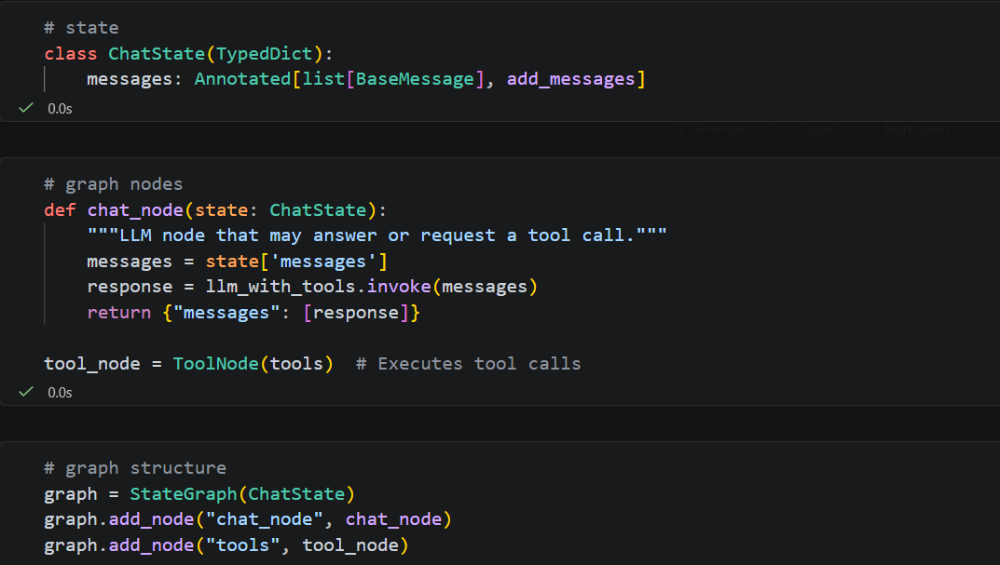 # state
class ChatState(TypedDict):
    messages: Annotated[list[BaseMessage], add_messages]
0.0s
Generate Code Markdown
# graph nodes
def chat_node(state: ChatState):
    """LLM node that may answer or request a tool call."""
    messages = state['messages']
    response = llm_with_tools.invoke(messages)
    return {"messages": [response]}
tool_node = ToolNode(tools)  # Executes tool calls
0.0s
# graph structure
graph = StateGraph(ChatState)
graph.add_node("chat_node", chat_node)
graph.add_node("tools", tool_node)